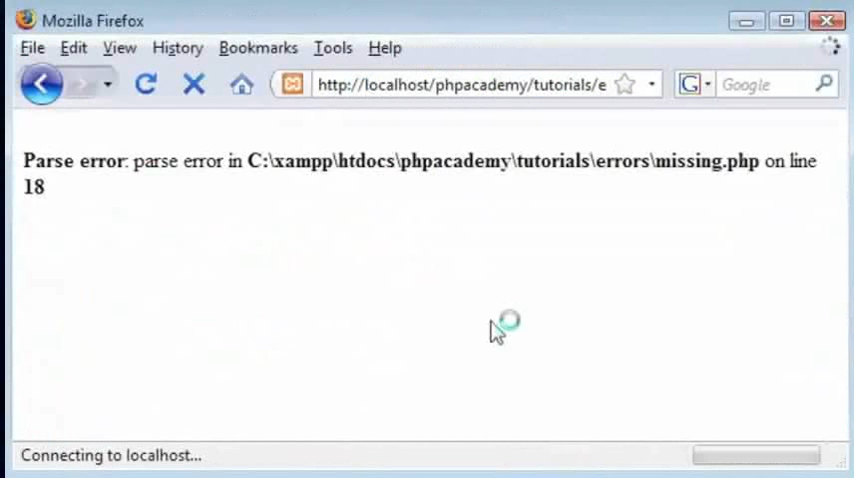 Mozilla Firefox
File Edit View History Bookmarks Tools Help
http://localhost/phpacademy/tutorials/e
G Google
Parse error: parse error in C:\xampp\htdocs\phpacademy\tutorials\errors\missing.php on line
18
Connecting to localhost...